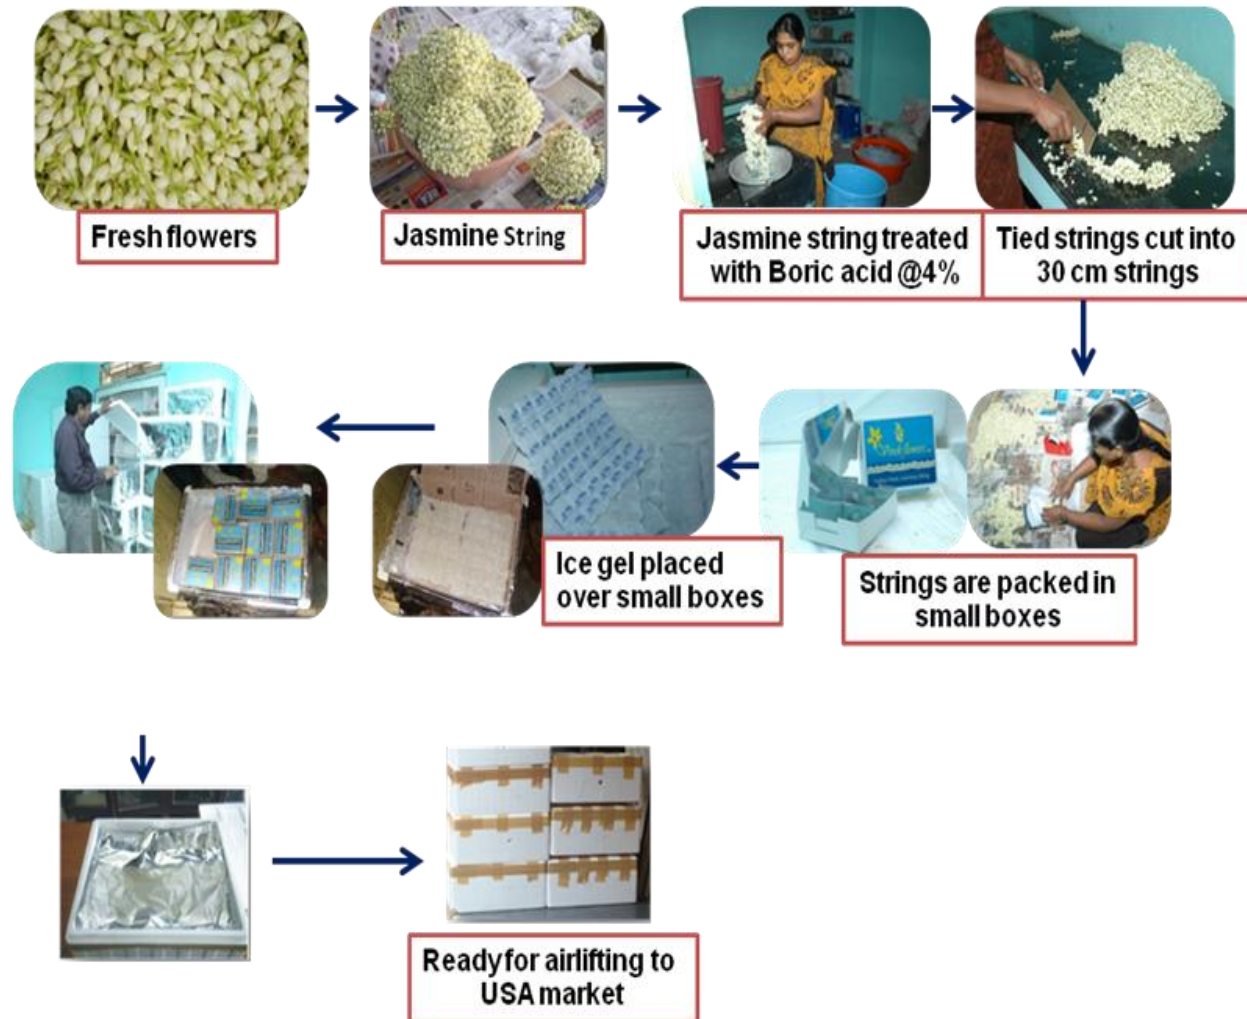 Fresh flowers
Jasmine String
Jasmine string treated
with Boric acid @4%
Tied strings cut into
30 cm strings
Ice gel placed
over small boxes
Strings are packed in
small boxes
Ready for airlifting to
USA market